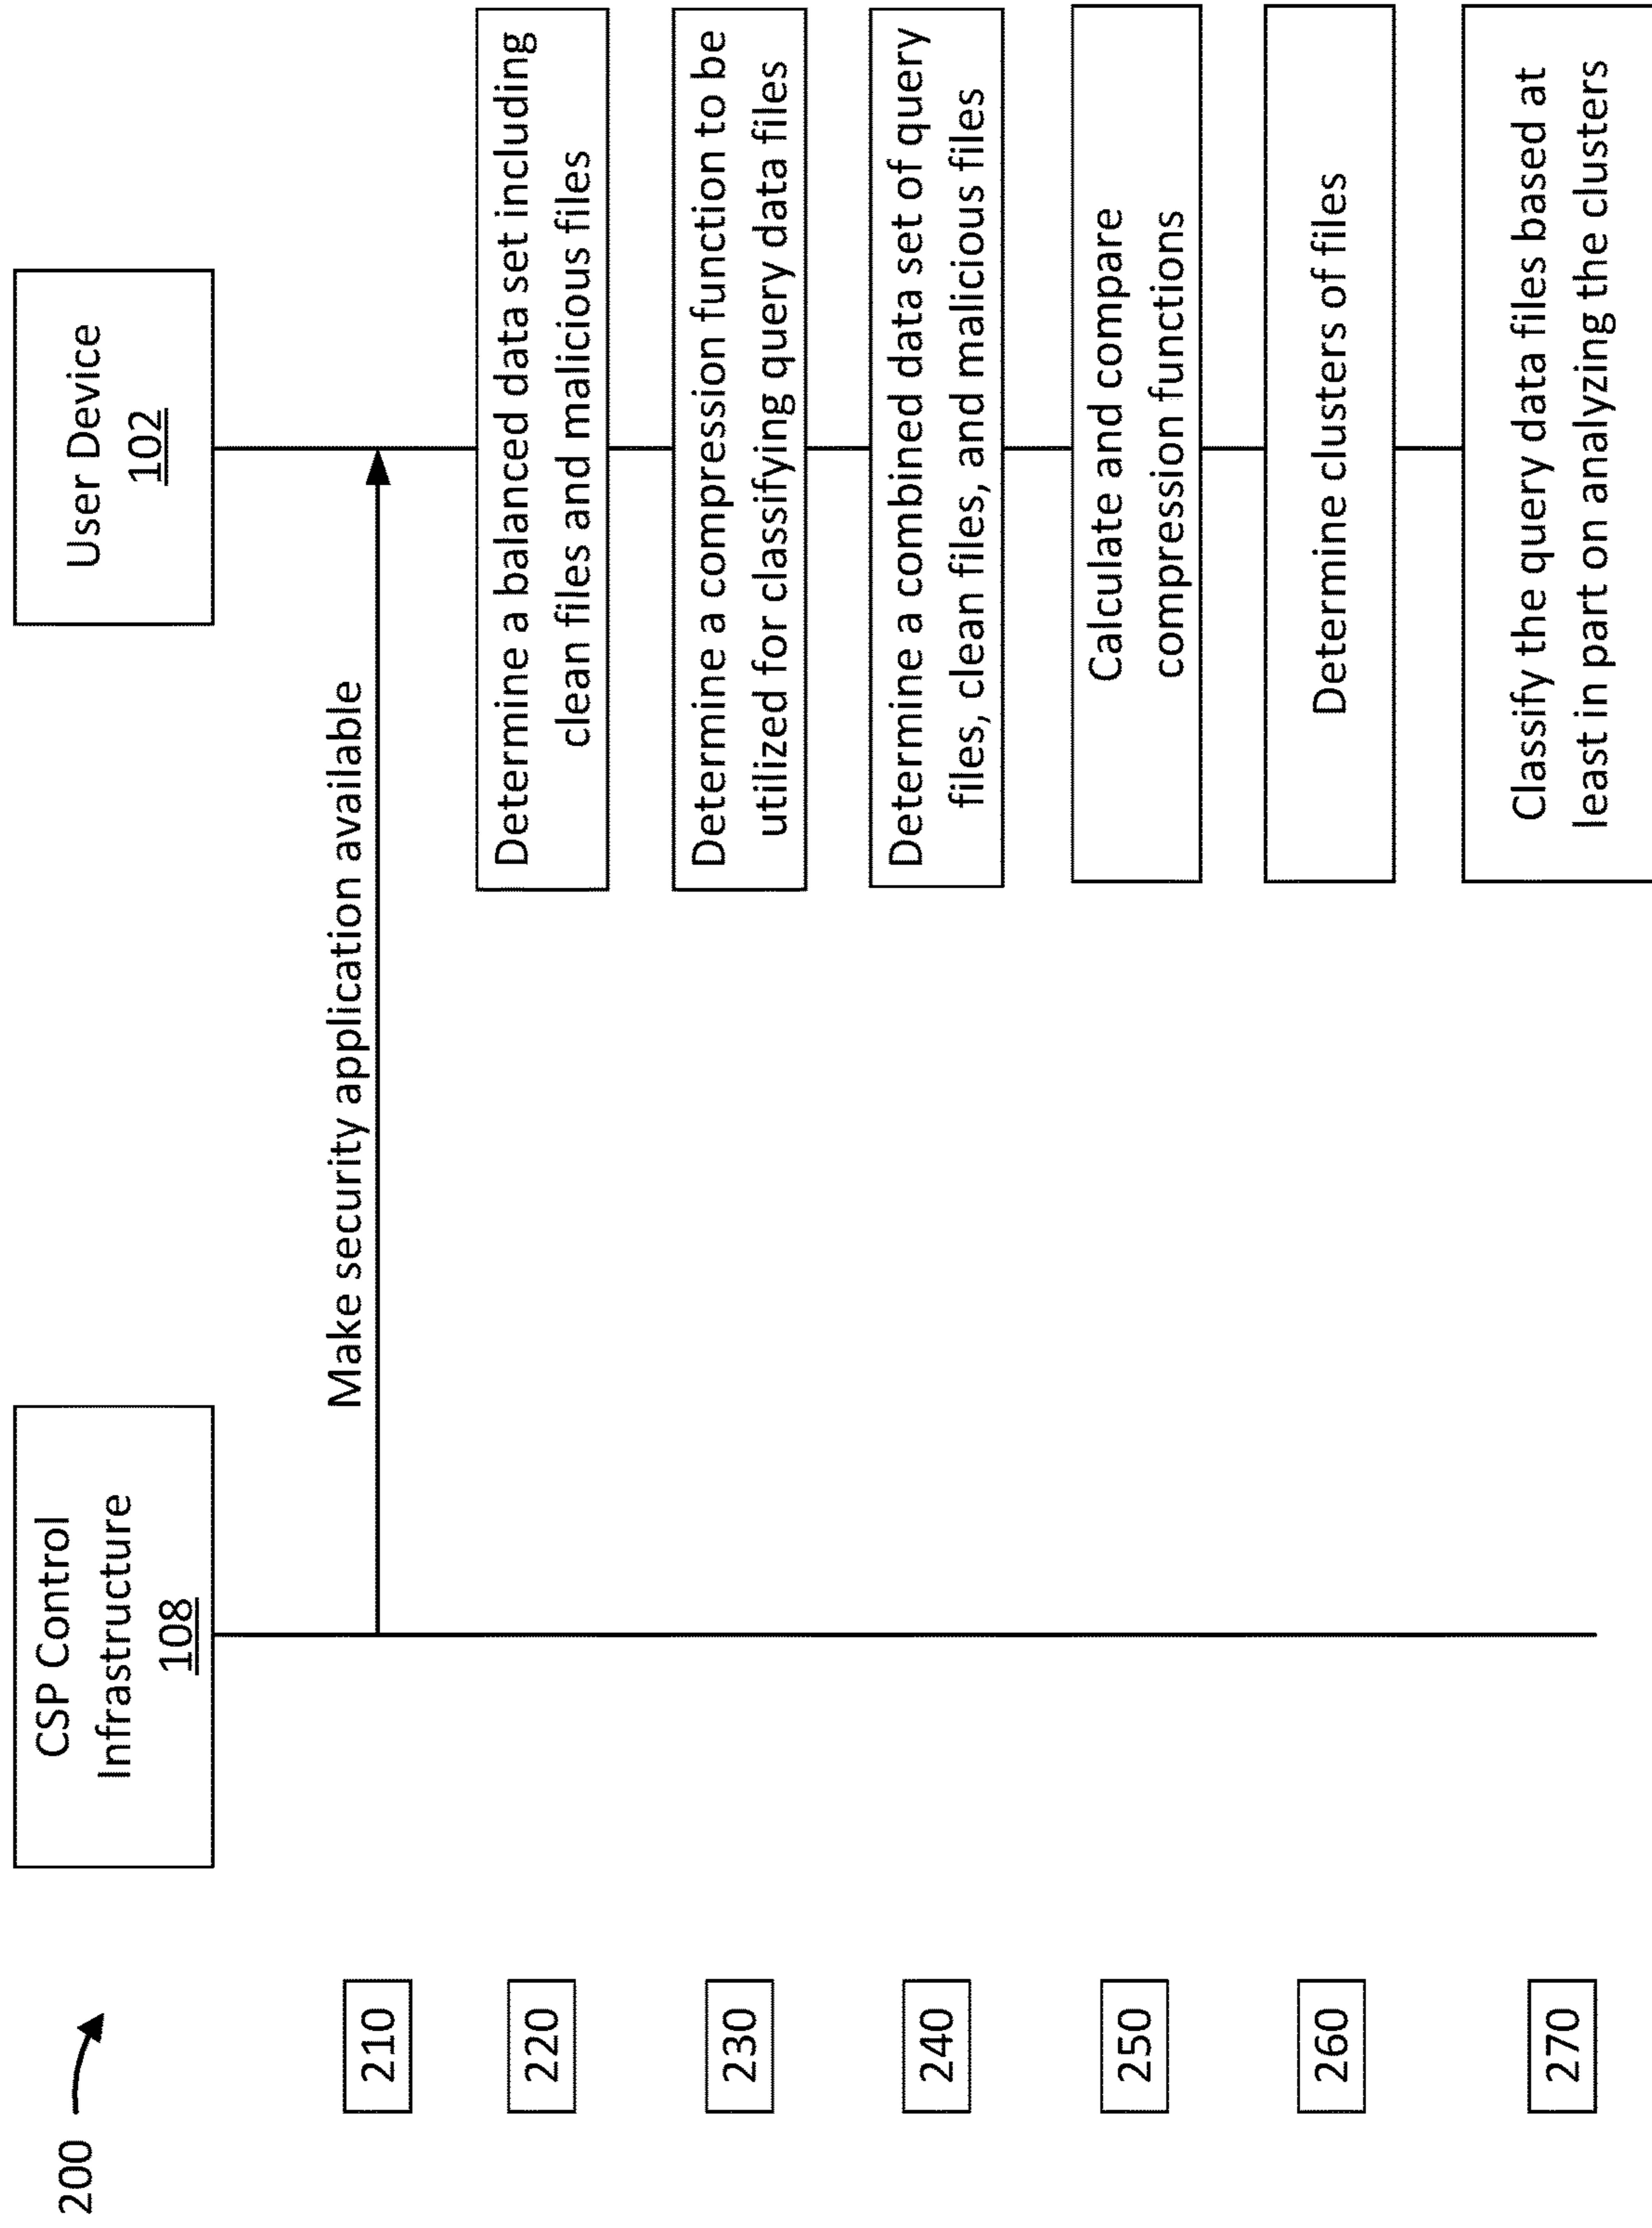 200
CSP Control
Infrastructure
108
User Device
102
210
Make security application available
220
Determine a balanced data set including
clean files and malicious files
230
Determine a compression function to be
utilized for classifying query data files
240
Determine a combined data set of query
files, clean files, and malicious files
250
Calculate and compare
compression functions
260
Determine clusters of files
270
Classify the query data files based at
least in part on analyzing the clusters